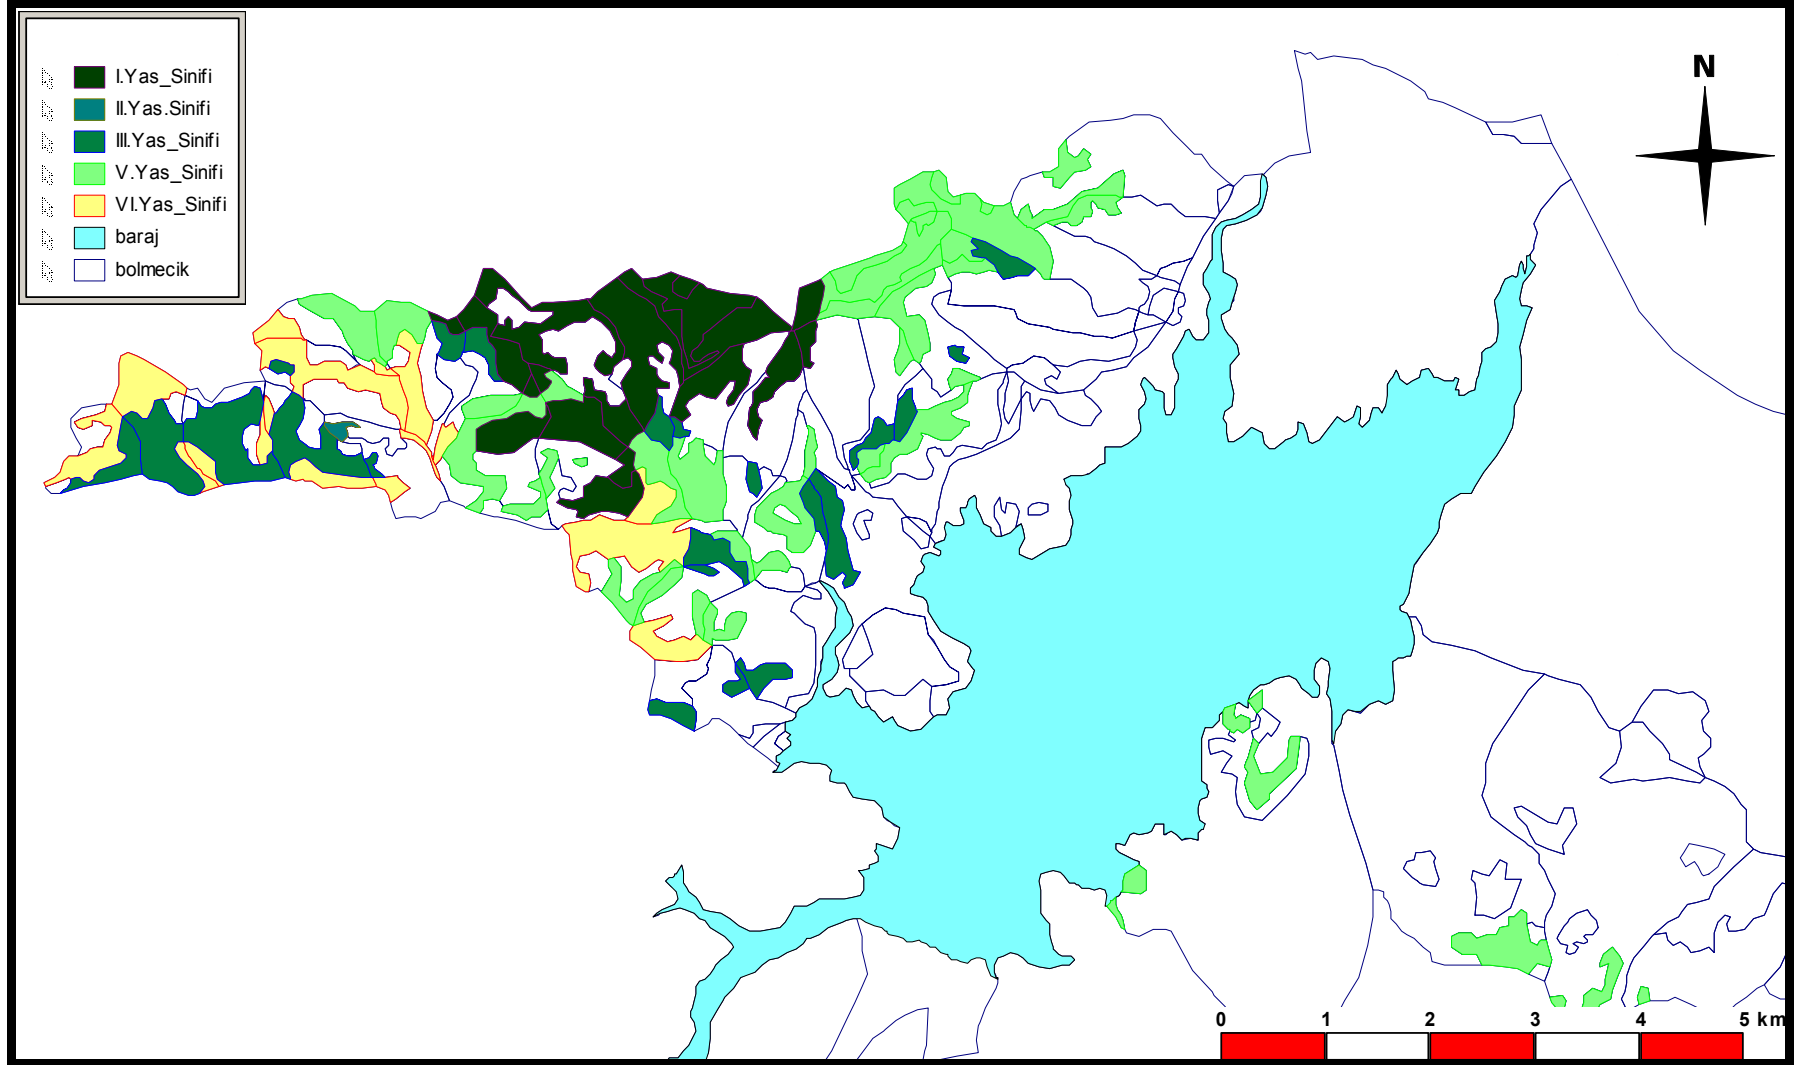 I.Yas_Sinifi
II.Yas.Sinifi
III.Yas_Sinifi
V.Yas_Sinifi
VI.Yas_Sinifi
baraj
bolmecik
N
0 1 2 3 4 5 km